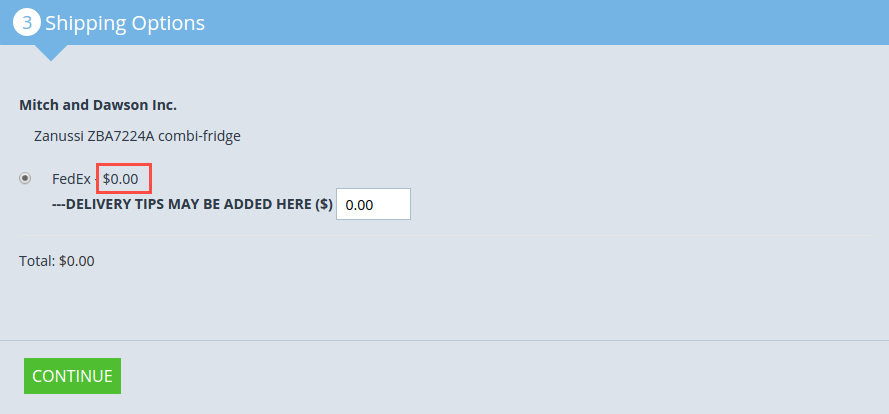 3 Shipping Options
Mitch and Dawson Inc.
Zanussi ZBA7224A combi-fridge
FedEx - $0.00
---DELIVERY TIPS MAY BE ADDED HERE ($) 0.00
Total: $0.00
CONTINUE